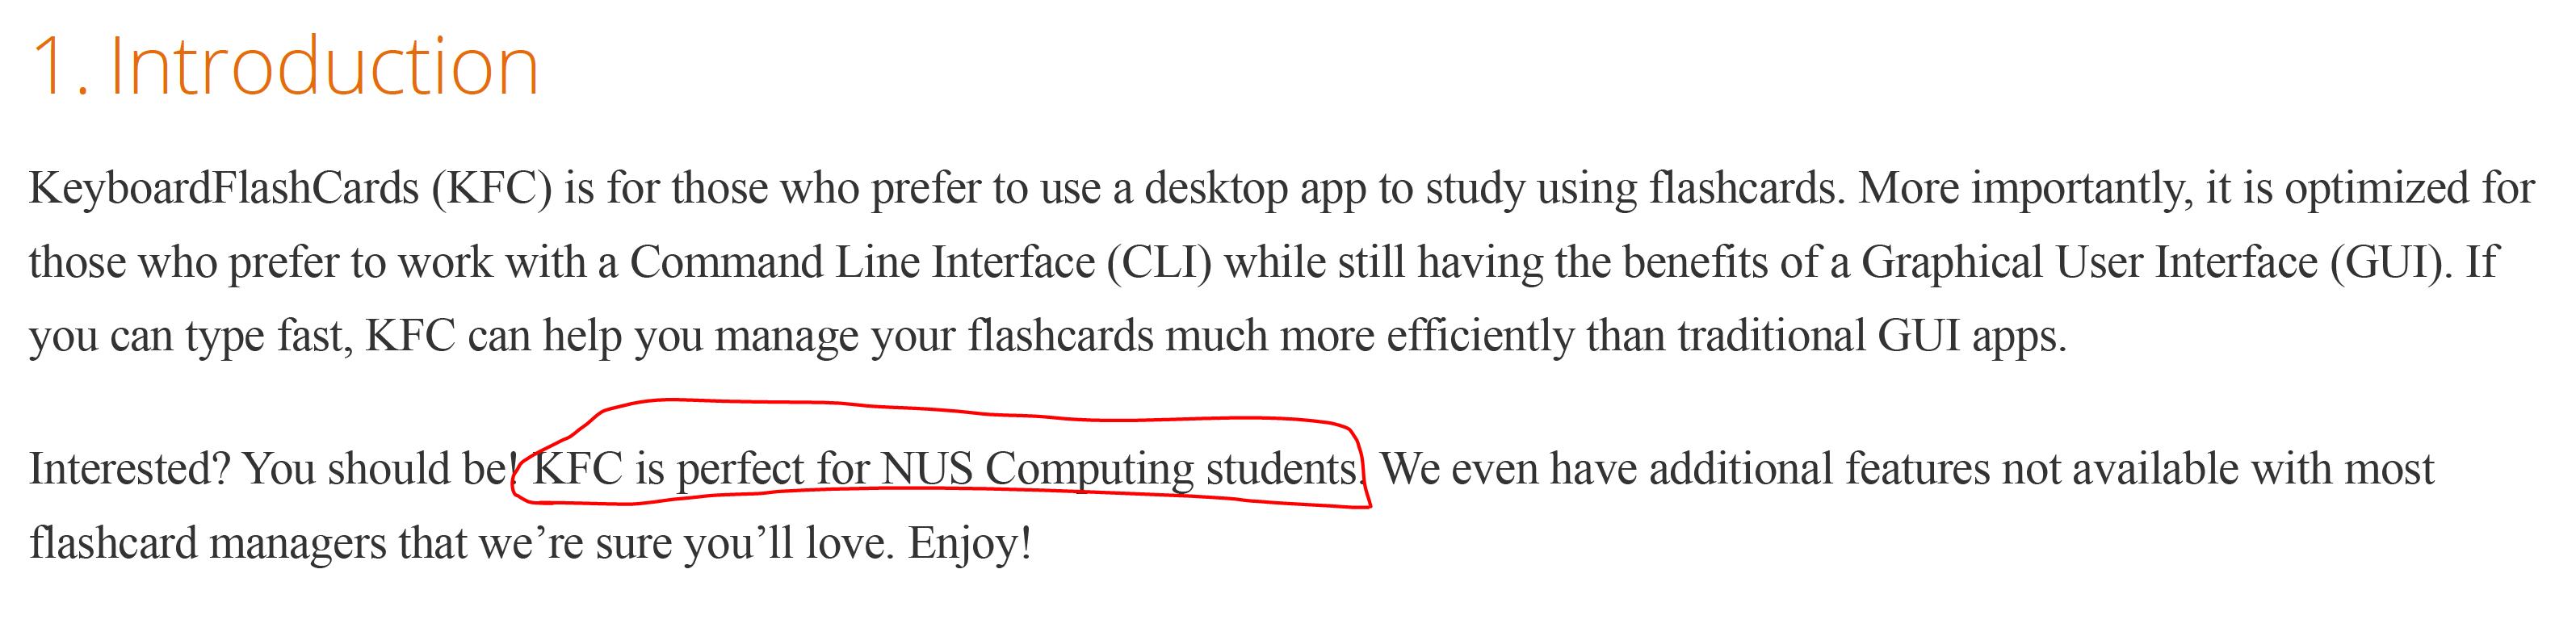 1. Introduction
KeyboardFlashCards (KFC) is for those who prefer to use a desktop app to study using flashcards. More importantly, it is optimized for
those who prefer to work with a Command Line Interface (CLI) while still having the benefits of a Graphical User Interface (GUI). If
you can type fast, KFC can help you manage your flashcards much more efficiently than traditional GUI apps.
Interested? You should be! KFC is perfect for NUS Computing students. We even have additional features not available with most
flashcard managers that we’re sure you’ll love. Enjoy!